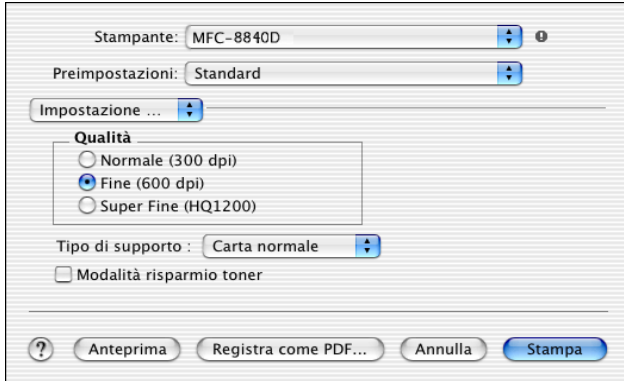 Stampante: MFC-8840D
Preimpostazioni: Standard
Impostazione ...
Qualità
Normale (300 dpi)
Fine (600 dpi)
Super Fine (HQ1200)
Tipo di supporto : Carta normale
Modalità risparmio toner
? Anteprima Registra come PDF... Annulla Stampa